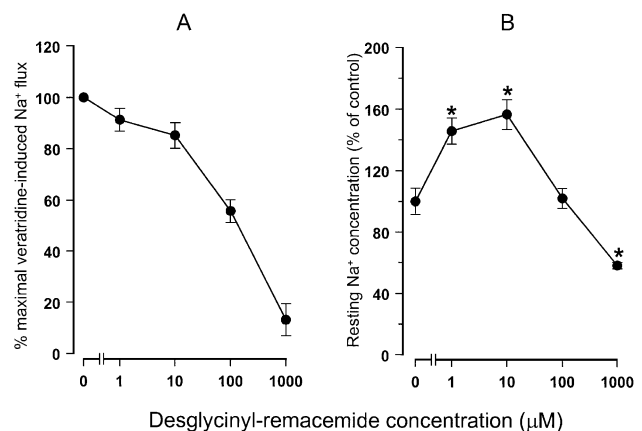 A
% maximal veratridine-induced Na⁺ flux
120
100
80
60
40
20
0
0 1 10 100 1000
B
Resting Na⁺ concentration (% of control)
200
160
120
80
40
0
* * *
0 1 10 100 1000
Desglycinyl-remacemide concentration (μM)